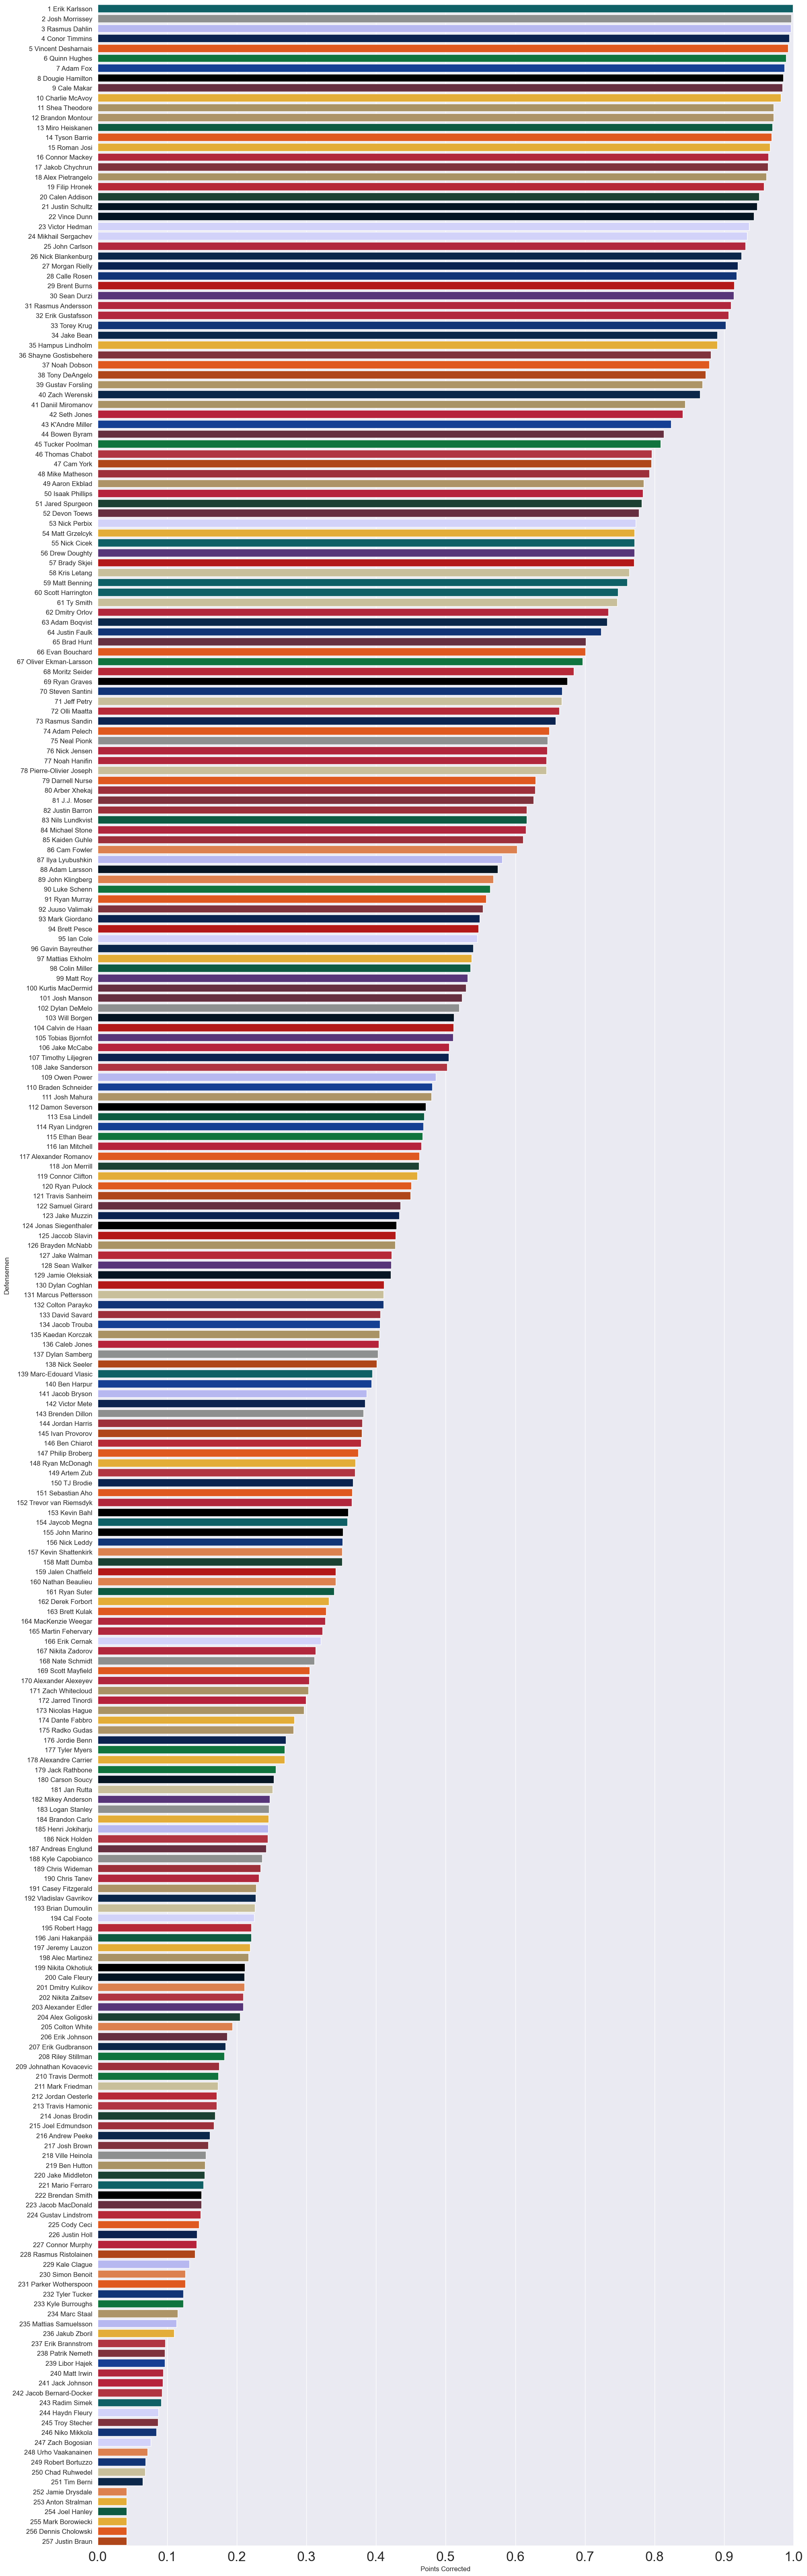 1 Erik Karlsson
2 Josh Morrissey
3 Rasmus Dahlin
4 Conor Timmins
5 Vincent Desharnais
6 Quinn Hughes
7 Adam Fox
8 Dougie Hamilton
9 Cale Makar
10 Charlie McAvoy
11 Shea Theodore
12 Brandon Montour
13 Miro Heiskanen
14 Tyson Barrie
15 Roman Josi
16 Connor Mackey
17 Jakob Chychrun
18 Alex Pietrangelo
19 Filip Hronek
20 Calen Addison
21 Justin Schultz
22 Vince Dunn
23 Victor Hedman
24 Mikhail Sergachev
25 John Carlson
26 Nick Blankenburg
27 Morgan Rielly
28 Calle Rosen
29 Brent Burns
30 Sean Durzi
31 Rasmus Andersson
32 Erik Gustafsson
33 Torey Krug
34 Jake Bean
35 Hampus Lindholm
36 Shayne Gostisbehere
37 Noah Dobson
38 Tony DeAngelo
39 Gustav Forsling
40 Zach Werenski
41 Daniil Miromanov
42 Seth Jones
43 K'Andre Miller
44 Bowen Byram
45 Tucker Poolman
46 Thomas Chabot
47 Cam York
48 Mike Matheson
49 Aaron Ekblad
50 Isaak Phillips
51 Jared Spurgeon
52 Devon Toews
53 Nick Perbix
54 Matt Grzelcyk
55 Nick Cicek
56 Drew Doughty
57 Brady Skjei
58 Kris Letang
59 Matt Benning
60 Scott Harrington
61 Ty Smith
62 Dmitry Orlov
63 Adam Boqvist
64 Justin Faulk
65 Brad Hunt
66 Evan Bouchard
67 Oliver Ekman-Larsson
68 Moritz Seider
69 Ryan Graves
70 Steven Santini
71 Jeff Petry
72 Olli Maatta
73 Rasmus Sandin
74 Adam Pelech
75 Neal Pionk
76 Nick Jensen
77 Noah Hanifin
78 Pierre-Olivier Joseph
79 Darnell Nurse
80 Arber Xhekaj
81 J.J. Moser
82 Justin Barron
83 Nils Lundkvist
84 Michael Stone
85 Kaiden Guhle
86 Cam Fowler
87 Ilya Lyubushkin
88 Adam Larsson
89 John Klingberg
90 Luke Schenn
91 Ryan Murray
92 Juuso Valimaki
93 Mark Giordano
94 Brett Pesce
95 Ian Cole
96 Gavin Bayreuther
97 Mattias Ekholm
98 Colin Miller
99 Matt Roy
100 Kurtis MacDermid
101 Josh Manson
102 Dylan DeMelo
103 Will Borgen
104 Calvin de Haan
105 Tobias Bjornfot
106 Jake McCabe
107 Timothy Liljegren
108 Jake Sanderson
109 Owen Power
110 Braden Schneider
111 Josh Mahura
112 Damon Severson
113 Esa Lindell
114 Ryan Lindgren
115 Ethan Bear
116 Ian Mitchell
117 Alexander Romanov
118 Jon Merrill
119 Connor Clifton
120 Ryan Pulock
121 Travis Sanheim
122 Samuel Girard
123 Jake Muzzin
124 Jonas Siegenthaler
125 Jaccob Slavin
126 Brayden McNabb
127 Jake Walman
128 Sean Walker
129 Jamie Oleksiak
130 Dylan Coghlan
131 Marcus Pettersson
132 Colton Parayko
133 David Savard
134 Jacob Trouba
135 Kaedan Korczak
136 Caleb Jones
137 Dylan Samberg
138 Nick Seeler
139 Marc-Edouard Vlasic
140 Ben Harpur
141 Jacob Bryson
142 Victor Mete
143 Brenden Dillon
144 Jordan Harris
145 Ivan Provorov
146 Ben Chiarot
147 Philip Broberg
148 Ryan McDonagh
149 Artem Zub
150 TJ Brodie
151 Sebastian Aho
152 Trevor van Riemsdyk
153 Kevin Bahl
154 Jaycob Megna
155 John Marino
156 Nick Leddy
157 Kevin Shattenkirk
158 Matt Dumba
159 Jalen Chatfield
160 Nathan Beaulieu
161 Ryan Suter
162 Derek Forbort
163 Brett Kulak
164 MacKenzie Weegar
165 Martin Fehervary
166 Erik Cernak
167 Nikita Zadorov
168 Nate Schmidt
169 Scott Mayfield
170 Alexander Alexeyev
171 Zach Whitecloud
172 Jarred Tinordi
173 Nicolas Hague
174 Dante Fabbro
175 Radko Gudas
176 Jordie Benn
177 Tyler Myers
178 Alexandre Carrier
179 Jack Rathbone
180 Carson Soucy
181 Jan Rutta
182 Mikey Anderson
183 Logan Stanley
184 Brandon Carlo
185 Henri Jokiharju
186 Nick Holden
187 Andreas Englund
188 Kyle Capobianco
189 Chris Wideman
190 Chris Tanev
191 Casey Fitzgerald
192 Vladislav Gavrikov
193 Brian Dumoulin
194 Cal Foote
195 Robert Hagg
196 Jani Hakanpää
197 Jeremy Lauzon
198 Alec Martinez
199 Nikita Okhotiuk
200 Cale Fleury
201 Dmitry Kulikov
202 Nikita Zaitsev
203 Alexander Edler
204 Alex Goligoski
205 Colton White
206 Erik Johnson
207 Erik Gudbranson
208 Riley Stillman
209 Johnathan Kovacevic
210 Travis Dermott
211 Mark Friedman
212 Jordan Oesterle
213 Travis Hamonic
214 Jonas Brodin
215 Joel Edmundson
216 Andrew Peeke
217 Josh Brown
218 Ville Heinola
219 Ben Hutton
220 Jake Middleton
221 Mario Ferraro
222 Brendan Smith
223 Jacob MacDonald
224 Gustav Lindstrom
225 Cody Ceci
226 Justin Holl
227 Connor Murphy
228 Rasmus Ristolainen
229 Kale Clague
230 Simon Benoit
231 Parker Wotherspoon
232 Tyler Tucker
233 Kyle Burroughs
234 Marc Staal
235 Mattias Samuelsson
236 Jakub Zboril
237 Erik Brannstrom
238 Patrik Nemeth
239 Libor Hajek
240 Matt Irwin
241 Jack Johnson
242 Jacob Bernard-Docker
243 Radim Simek
244 Haydn Fleury
245 Troy Stecher
246 Niko Mikkola
247 Zach Bogosian
248 Urho Vaakanainen
249 Robert Bortuzzo
250 Chad Ruhwedel
251 Tim Berni
252 Jamie Drysdale
253 Anton Stralman
254 Joel Hanley
255 Mark Borowiecki
256 Dennis Cholowski
257 Justin Braun
Defensemen
0.0 0.1 0.2 0.3 0.4 0.5 0.6 0.7 0.8 0.9 1.0
Points Corrected